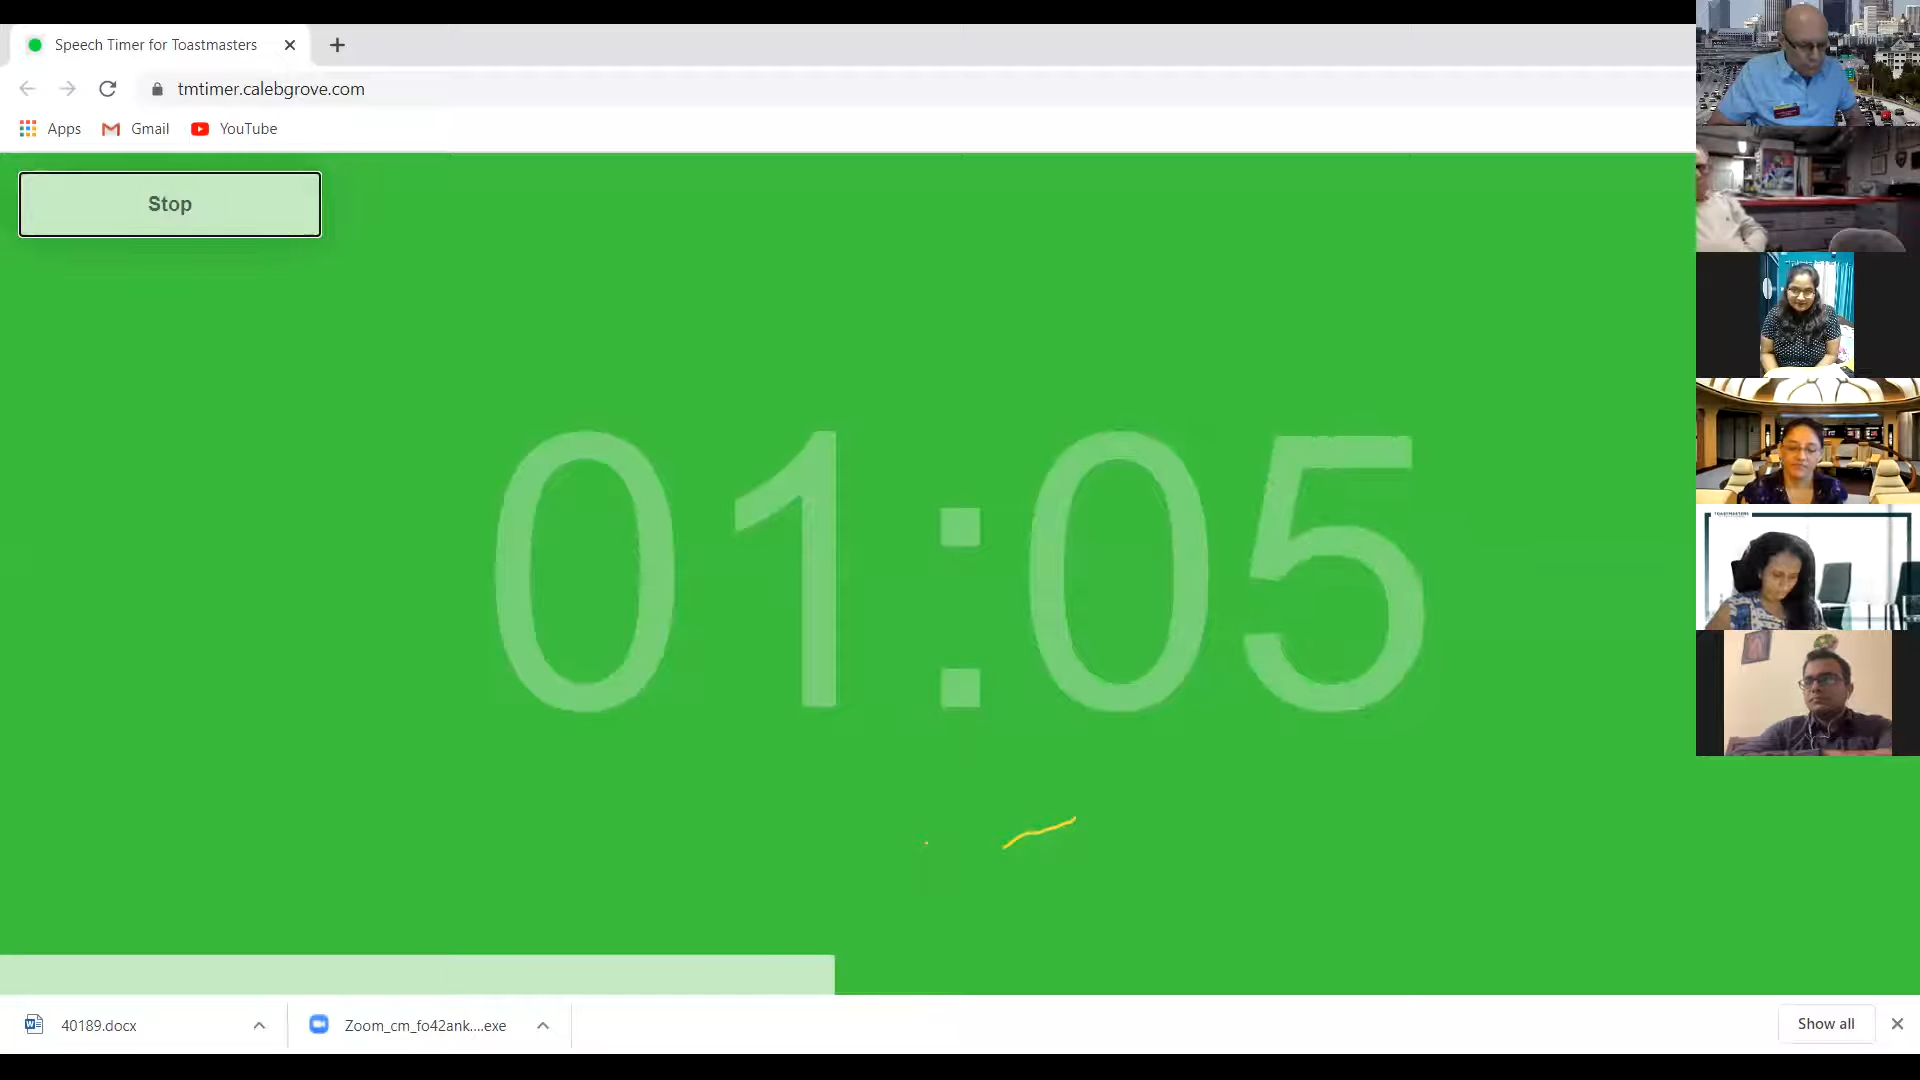 Speech Timer for Toastmasters
tmtimer.calebgrove.com
Apps Gmail YouTube
Stop
01:05
TOASTMASTERS
40189.docx
Zoom_cm_fo42ank....exe
Show all